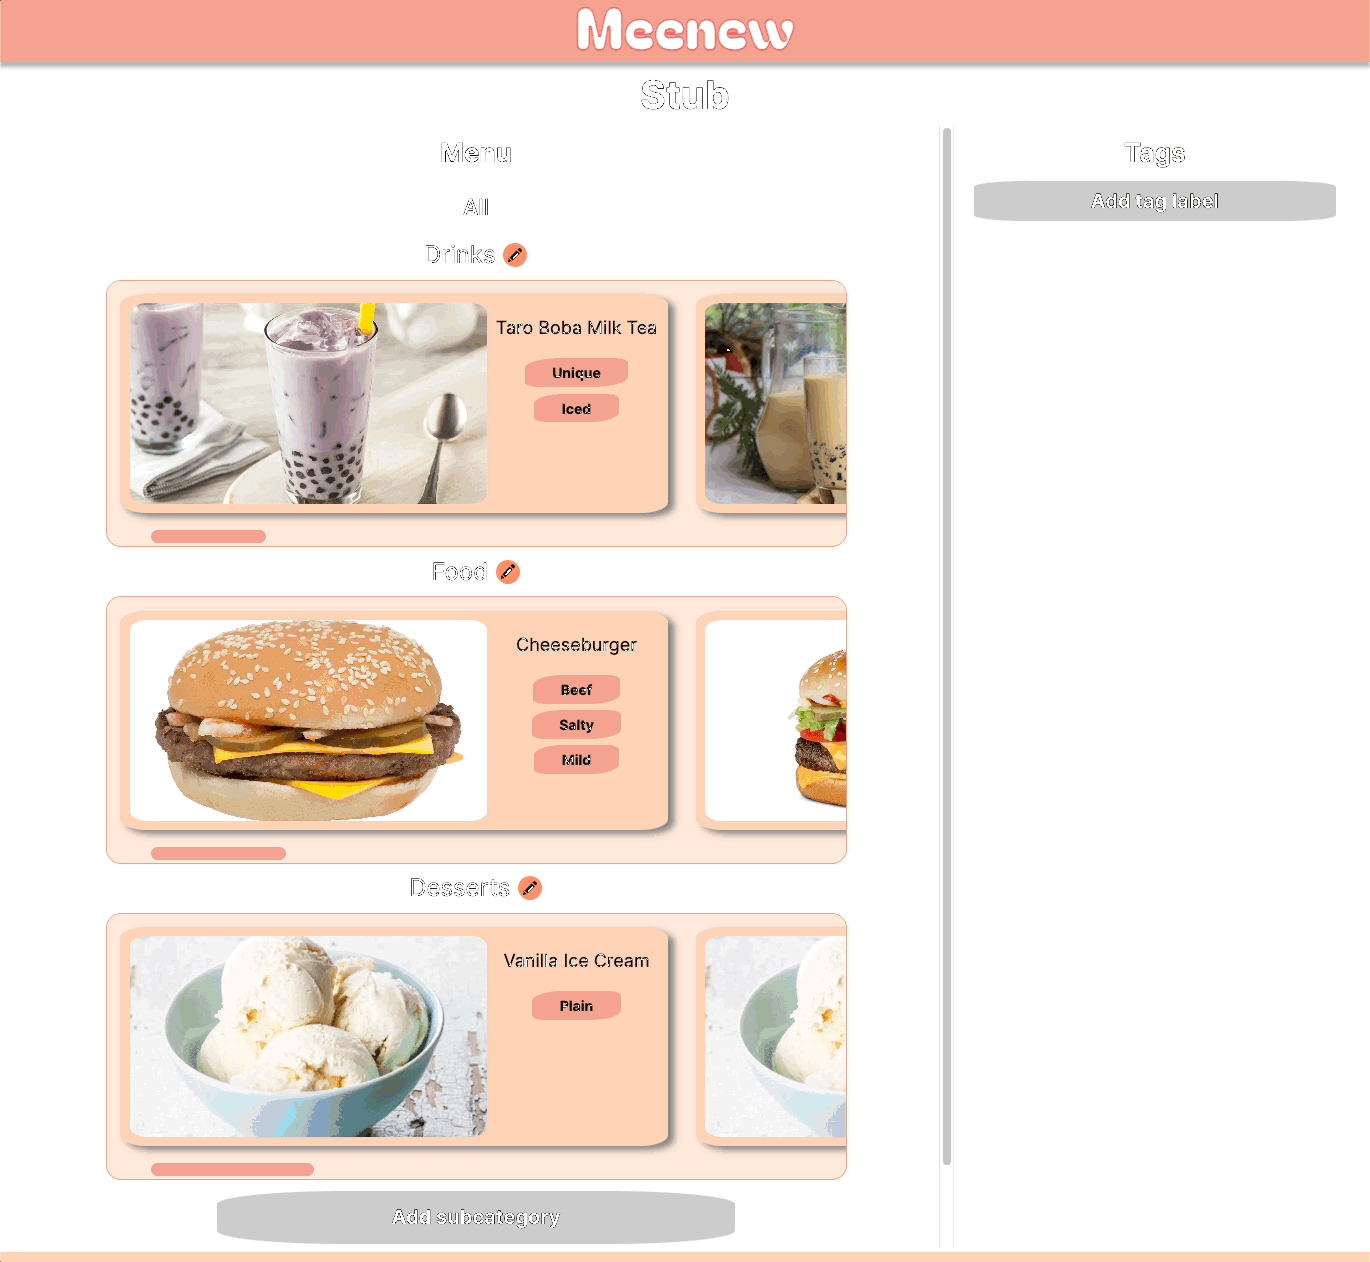 Meenew
Stub
Menu
All
Drinks
Taro Boba Milk Tea
Unique
Iced
Food
Cheeseburger
Beef
Salty
Mild
Desserts
Vanilla Ice Cream
Plain
Add subcategory
Tags
Add tag label